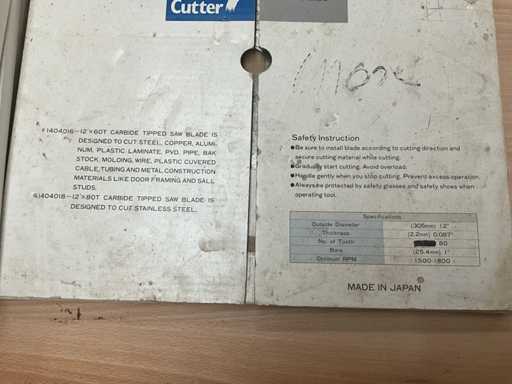 Cutter
#1404016-12"×60T CARBIDE TIPPED SAW BLADE IS
DESIGNED TO CUT STEEL, COPPER, ALUMI-
NUM, PLASTIC LAMINATE, PVD, PIPE, BAK
STOCK, MOLDING, WIRE, PLASTIC CUVERED
CABLE, TUBING AND METAL CONSTRUCTION
MATERIALS LIKE DOOR FRAMING AND SALL
STUDS.
1404018-12"×80T CARBIDE TIPPED SAW BLADE IS
DESIGNED TO CUT STAINLESS STEEL.
Safety Instruction
●Be sure to install blade according to cutting direction and
secure cutting material while cutting.
●Gradually start cutting. Avoid overload.
●Handle gently when you stop cutting. Prevent excess operation.
●Always be protected by safety glasses and safety shows when
operating tool.
Specifications
Outside Diameter (305mm) 12"
Thickness (2.2mm) 0.087"
No. of Tooth 80
Bore (25.4mm) 1"
Optimum RPM 1500-1800
MADE IN JAPAN